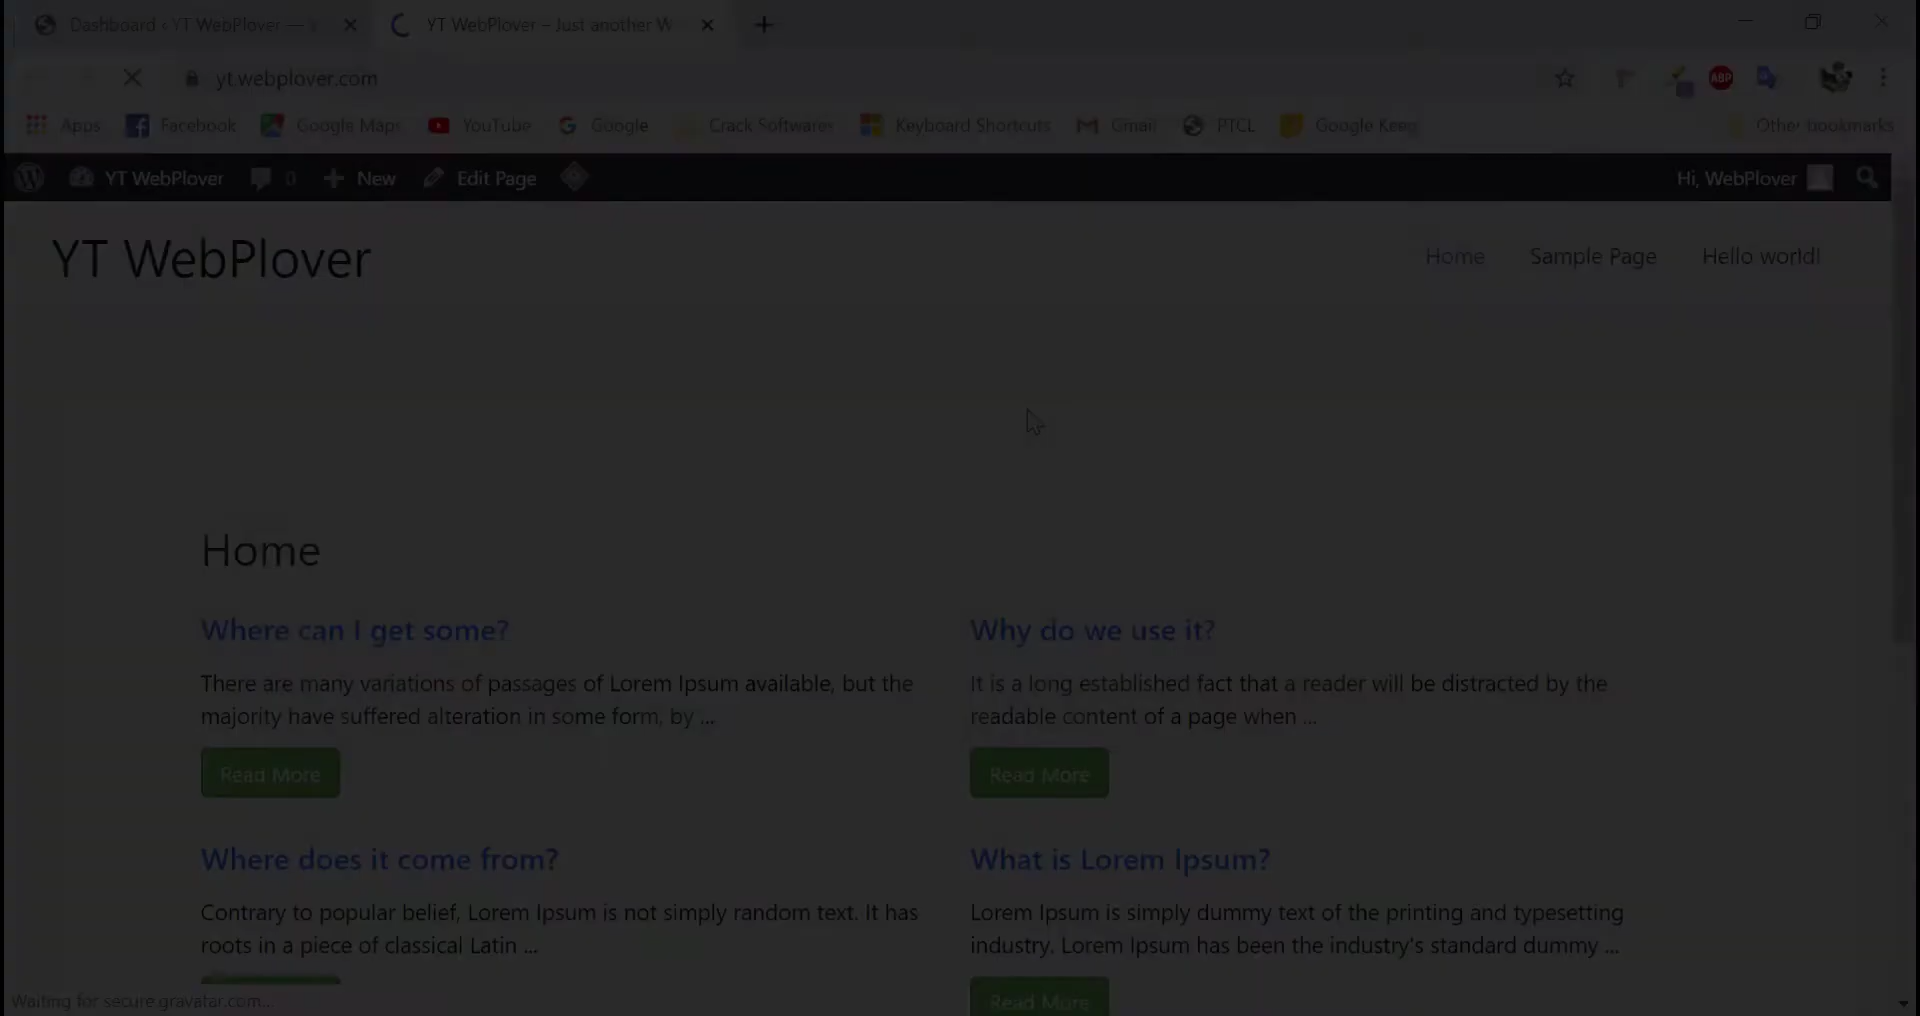 Dashboard ‹ YT WebPlover —
YT WebPlover – Just another W
yt.webplover.com
ABP
Apps
Facebook
Google Maps
YouTube
Google
Crack Softwares
Keyboard Shortcuts
Gmail
PTCL
Google Keep
Other bookmarks
YT WebPlover
0
New
Edit Page
Hi, WebPlover
YT WebPlover
Home
Sample Page
Hello world!
Home
Where can I get some?
There are many variations of passages of Lorem Ipsum available, but the
majority have suffered alteration in some form, by ...
Read More
Why do we use it?
It is a long established fact that a reader will be distracted by the
readable content of a page when ...
Read More
Where does it come from?
Contrary to popular belief, Lorem Ipsum is not simply random text. It has
roots in a piece of classical Latin ...
What is Lorem Ipsum?
Lorem Ipsum is simply dummy text of the printing and typesetting
industry. Lorem Ipsum has been the industry's standard dummy ...
Read More
Waiting for secure.gravatar.com...